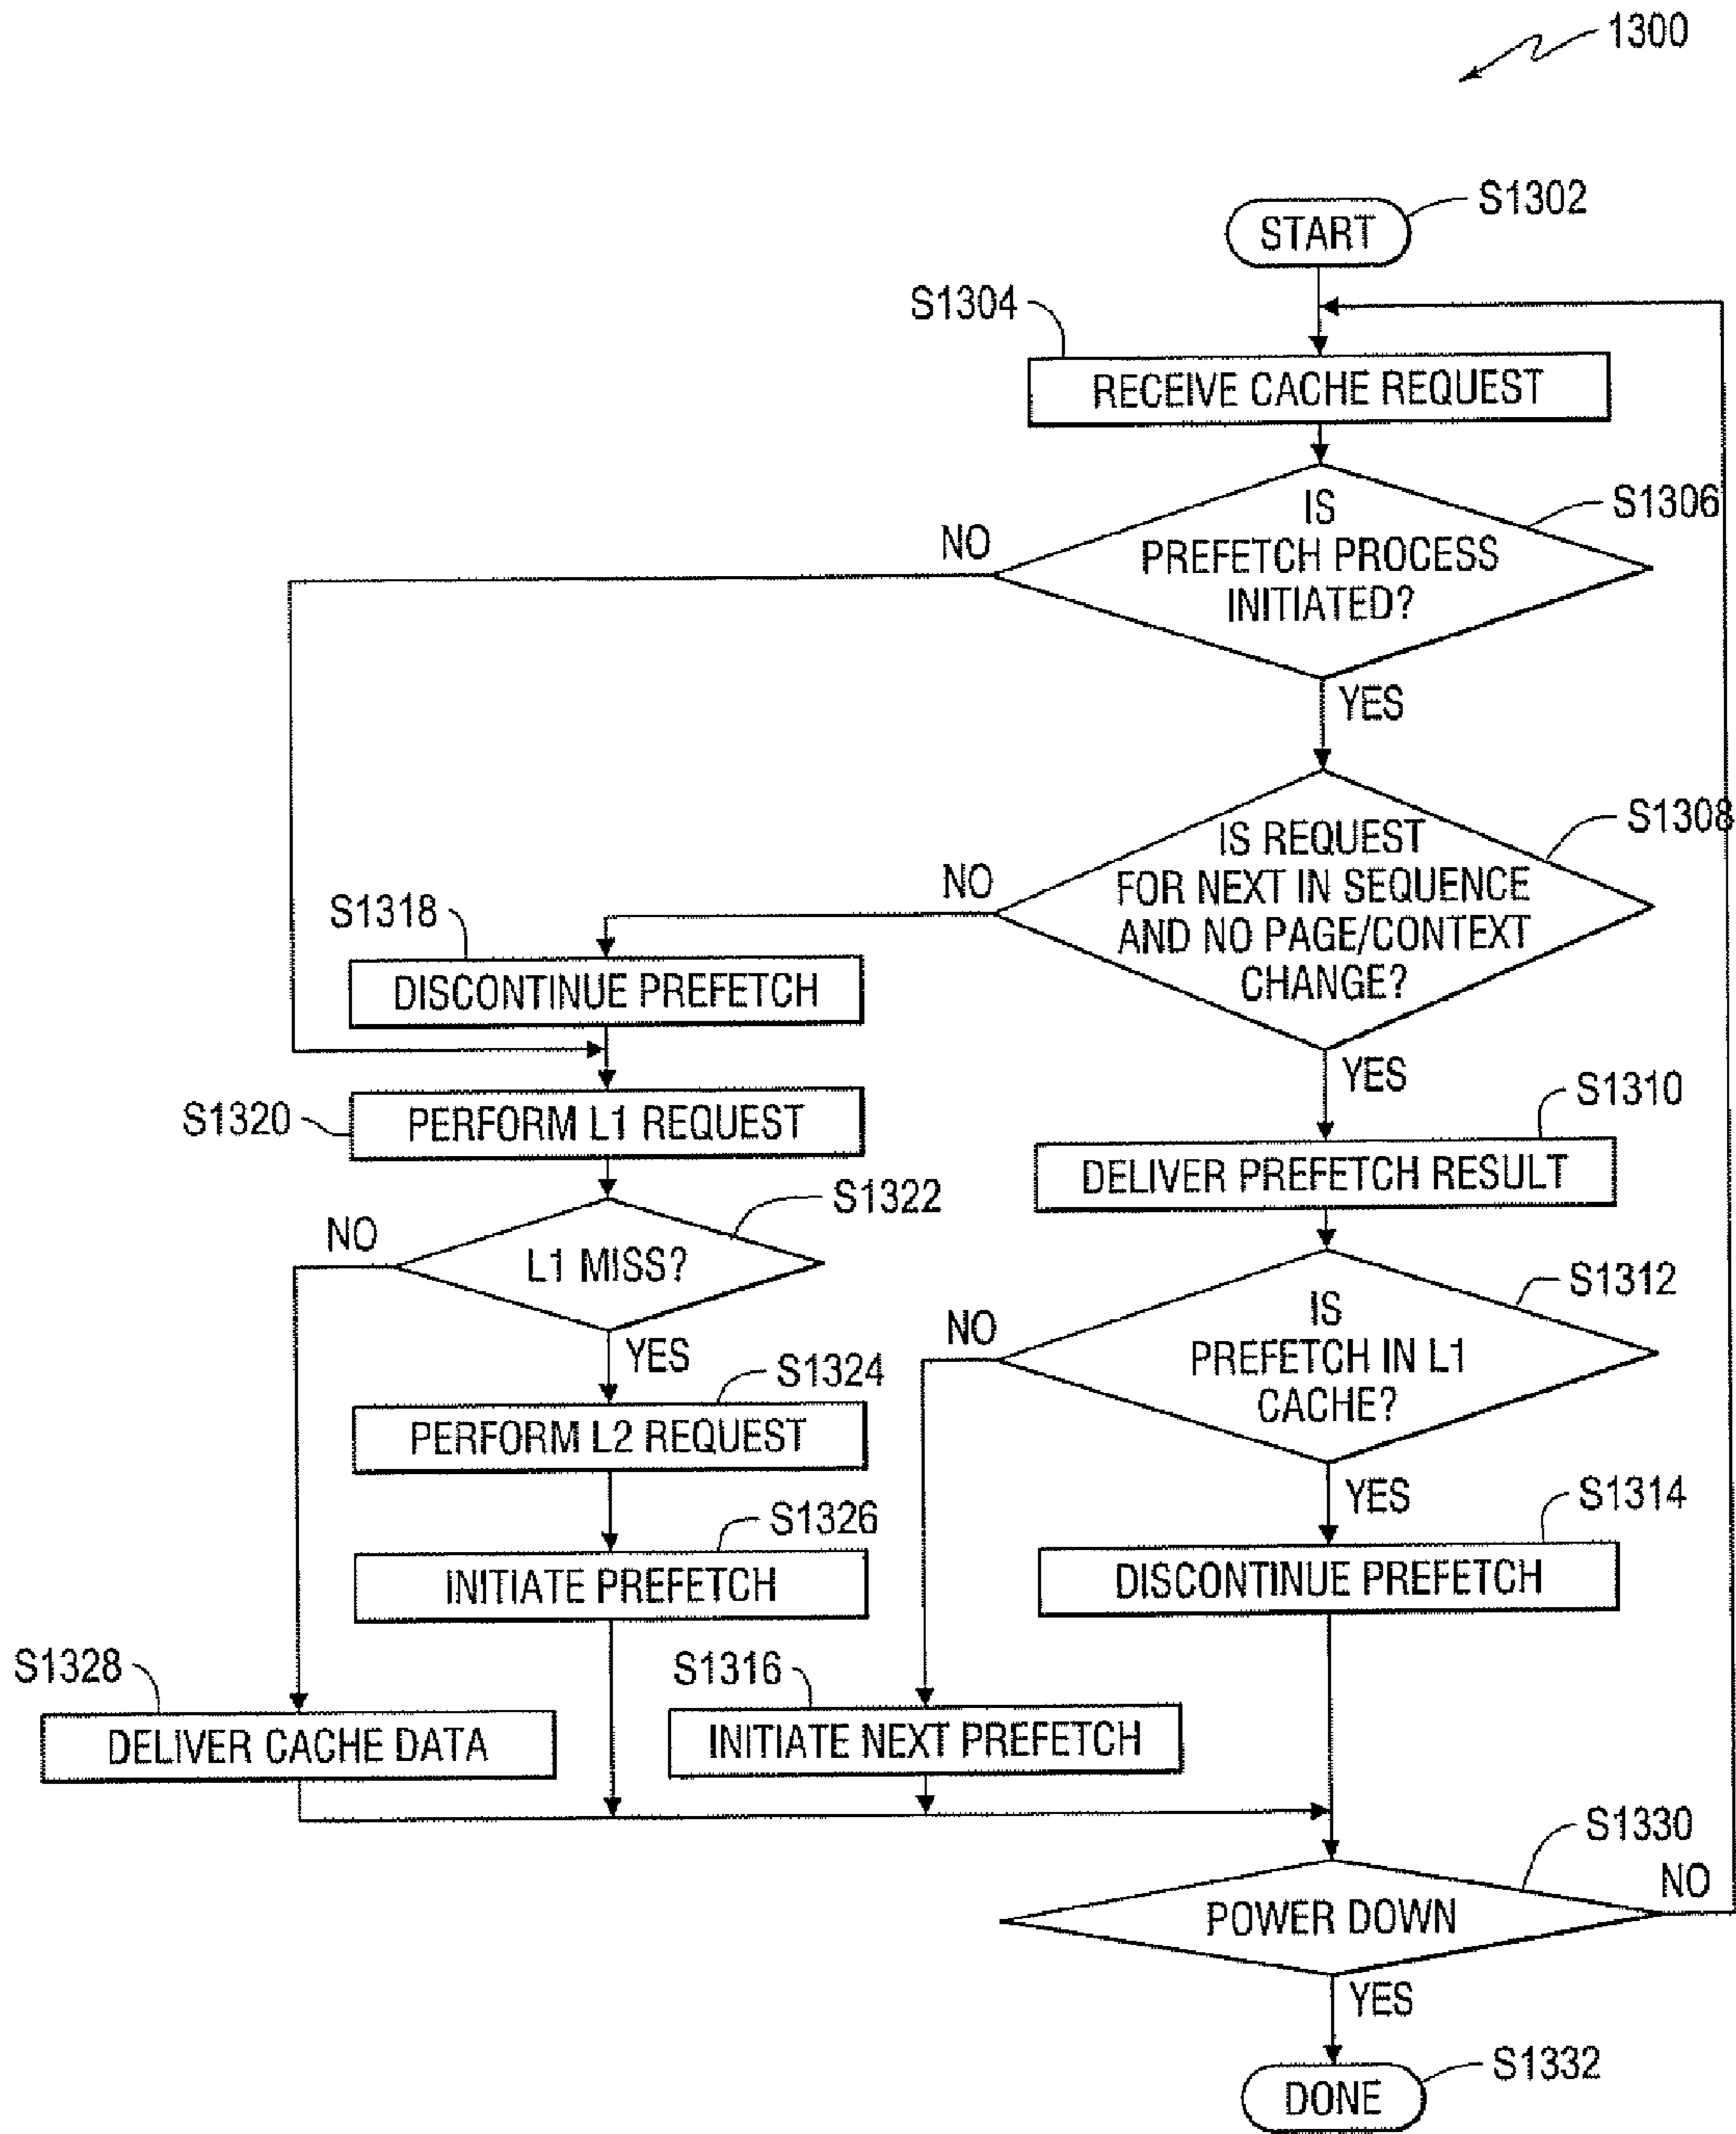 1300
START
S1302
S1304
RECEIVE CACHE REQUEST
IS
PREFETCH PROCESS
INITIATED?
S1306
NO
YES
IS REQUEST
FOR NEXT IN SEQUENCE
AND NO PAGE/CONTEXT
CHANGE?
S1308
NO
S1318
DISCONTINUE PREFETCH
YES
S1310
S1320
PERFORM L1 REQUEST
DELIVER PREFETCH RESULT
S1322
NO
L1 MISS?
YES
S1312
NO
IS
PREFETCH IN L1
CACHE?
S1324
PERFORM L2 REQUEST
YES
S1314
S1326
INITIATE PREFETCH
DISCONTINUE PREFETCH
S1328
DELIVER CACHE DATA
S1316
INITIATE NEXT PREFETCH
S1330
POWER DOWN
NO
YES
S1332
DONE